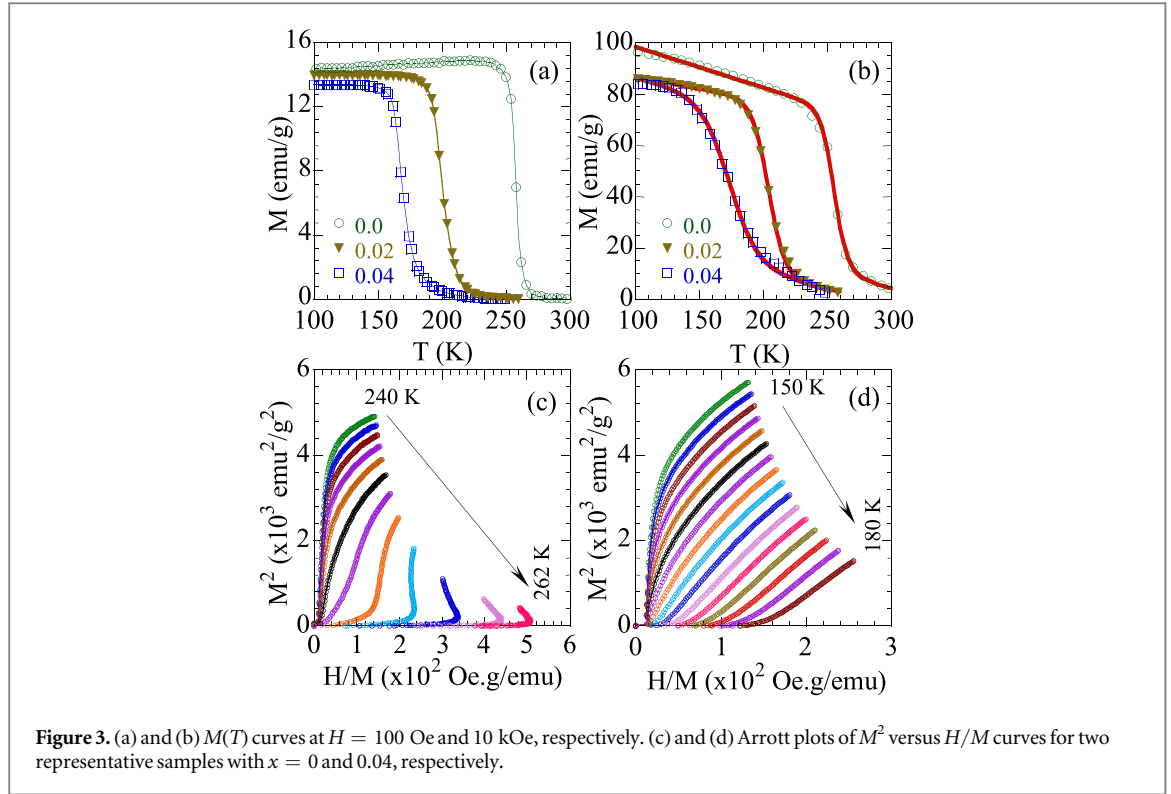 16
12
8
4
0
M (emu/g)
(a)
0.0
0.02
0.04
100 150 200 250 300
T (K)
100
80
60
40
20
0
M (emu/g)
(b)
0.0
0.02
0.04
100 150 200 250 300
T (K)
6
4
2
0
M² (x10³ emu²/g²)
240 K
(c)
262 K
0 1 2 3 4 5 6
H/M (x10² Oe.g/emu)
6
4
2
0
M² (x10³ emu²/g²)
150 K
(d)
180 K
0 1 2 3
H/M (x10² Oe.g/emu)
Figure 3. (a) and (b) M(T) curves at H = 100 Oe and 10 kOe, respectively. (c) and (d) Arrott plots of M² versus H/M curves for two
representative samples with x = 0 and 0.04, respectively.